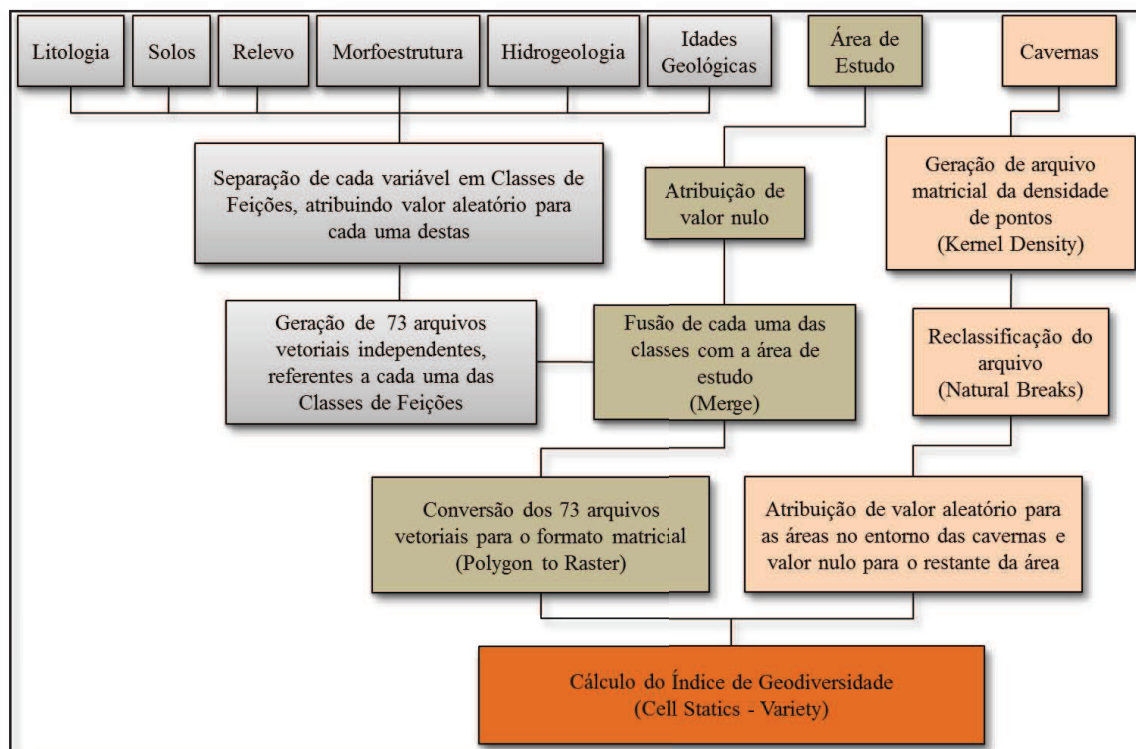 Litologia
Solos
Relevo
Morfoestrutura
Hidrogeologia
Idades
Geológicas
Área de
Estudo
Cavernas
Separação de cada variável em Classes de
Feições, atribuindo valor aleatório para
cada uma destas
Atribuição de
valor nulo
Geração de arquivo
matricial da densidade
de pontos
(Kernel Density)
Geração de 73 arquivos
vetoriais independentes,
referentes a cada uma das
Classes de Feições
Fusão de cada uma das
classes com a área de
estudo
(Merge)
Reclassificação do
arquivo
(Natural Breaks)
Conversão dos 73 arquivos
vetoriais para o formato matricial
(Polygon to Raster)
Atribuição de valor aleatório para
as áreas no entorno das cavernas e
valor nulo para o restante da área
Cálculo do Índice de Geodiversidade
(Cell Statics - Variety)